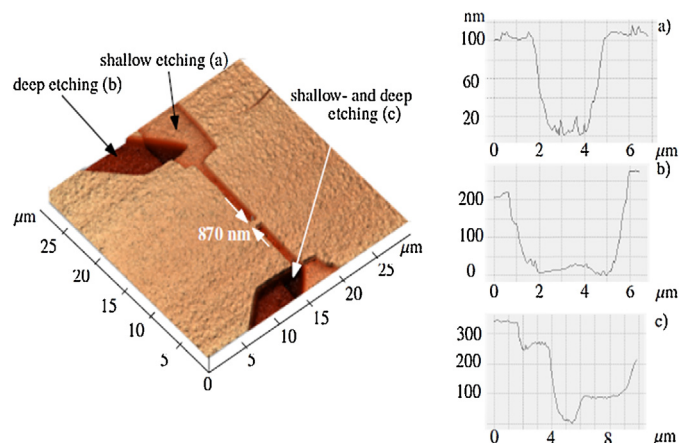 shallow etching (a)
deep etching (b)
shallow- and deep
etching (c)
870 nm
μm
25
20
15
10
5
0
5
10
15
20
25
μm
nm
a)
100
60
20
0 2 4 6 μm
b)
200
100
0
0 2 4 6 μm
c)
300
200
100
0 4 8 μm